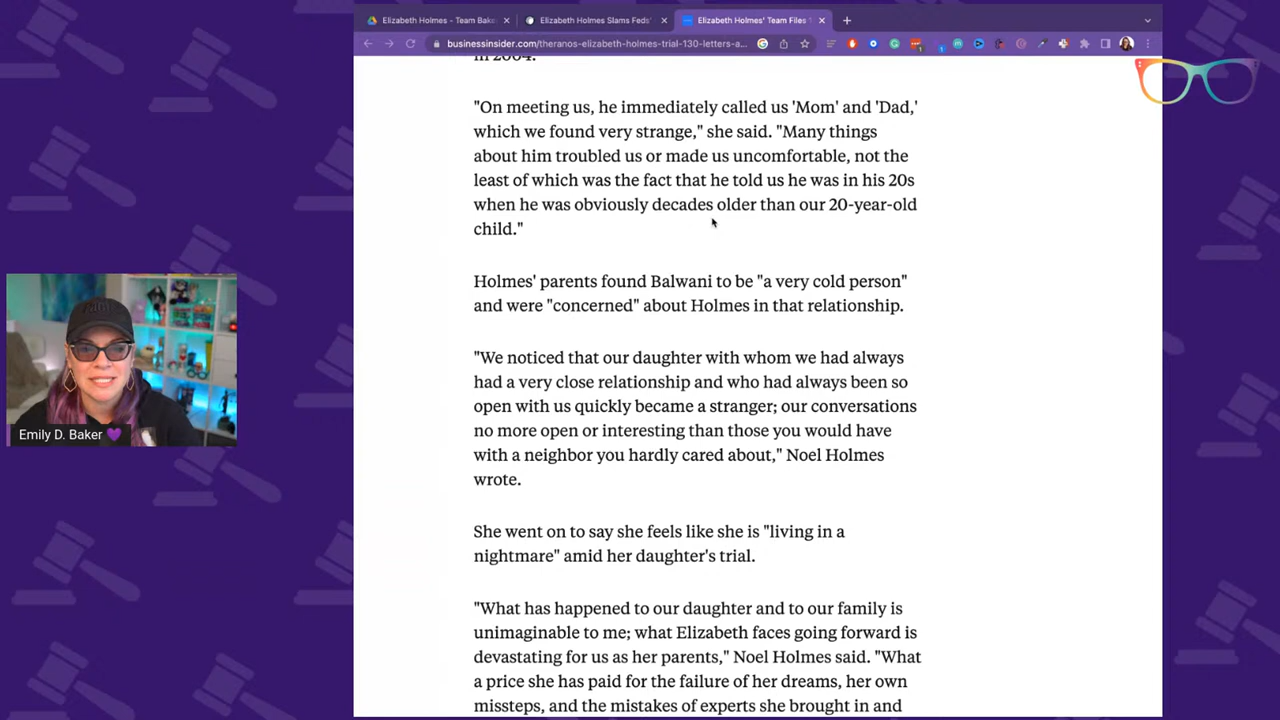 Elizabeth Holmes - Team Bake
Elizabeth Holmes Slams Feds'
Elizabeth Holmes' Team Files
businessinsider.com/theranos-elizabeth-holmes-trial-130-letters-a...
in 2004.
"On meeting us, he immediately called us 'Mom' and 'Dad,'
which we found very strange," she said. "Many things
about him troubled us or made us uncomfortable, not the
least of which was the fact that he told us he was in his 20s
when he was obviously decades older than our 20-year-old
child."
Holmes' parents found Balwani to be "a very cold person"
and were "concerned" about Holmes in that relationship.
"We noticed that our daughter with whom we had always
had a very close relationship and who had always been so
open with us quickly became a stranger; our conversations
no more open or interesting than those you would have
with a neighbor you hardly cared about," Noel Holmes
wrote.
She went on to say she feels like she is "living in a
nightmare" amid her daughter's trial.
"What has happened to our daughter and to our family is
unimaginable to me; what Elizabeth faces going forward is
devastating for us as her parents," Noel Holmes said. "What
a price she has paid for the failure of her dreams, her own
missteps, and the mistakes of experts she brought in and
Emily D. Baker 💜